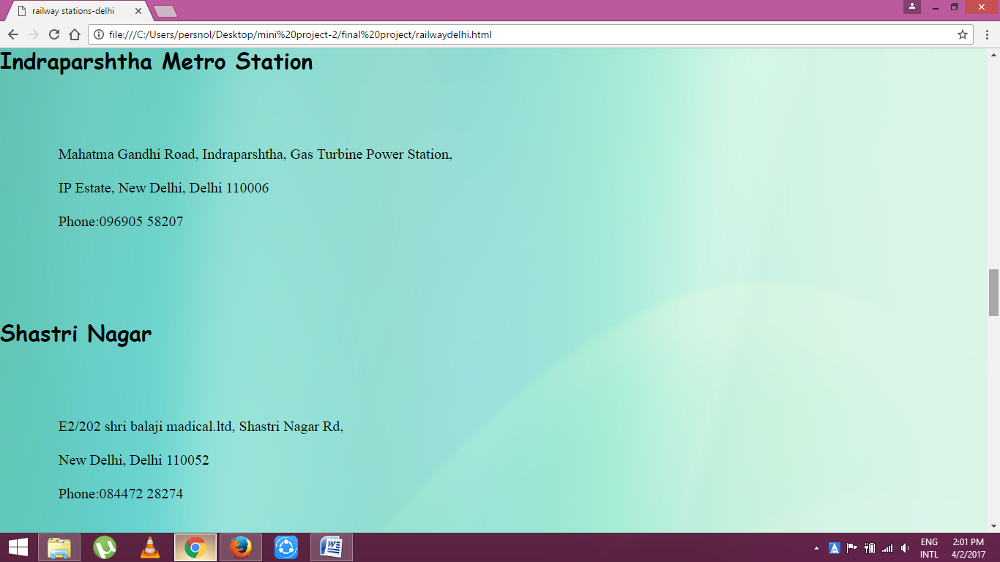 railway stations-delhi
file:///C:/Users/persnol/Desktop/mini%20project-2/final%20project/railwaydelhi.html
Indraparshtha Metro Station
Mahatma Gandhi Road, Indraparshtha, Gas Turbine Power Station,
IP Estate, New Delhi, Delhi 110006
Phone:096905 58207
Shastri Nagar
E2/202 shri balaji madical.ltd, Shastri Nagar Rd,
New Delhi, Delhi 110052
Phone:084472 28274
ENG 2:01 PM
INTL 4/2/2017